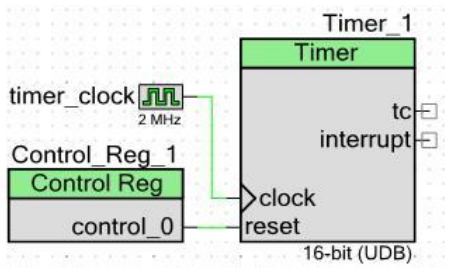 Timer_1
Timer
timer_clock
2 MHz
tc
interrupt
Control_Reg_1
Control Reg
control_0
clock
reset
16-bit (UDB)